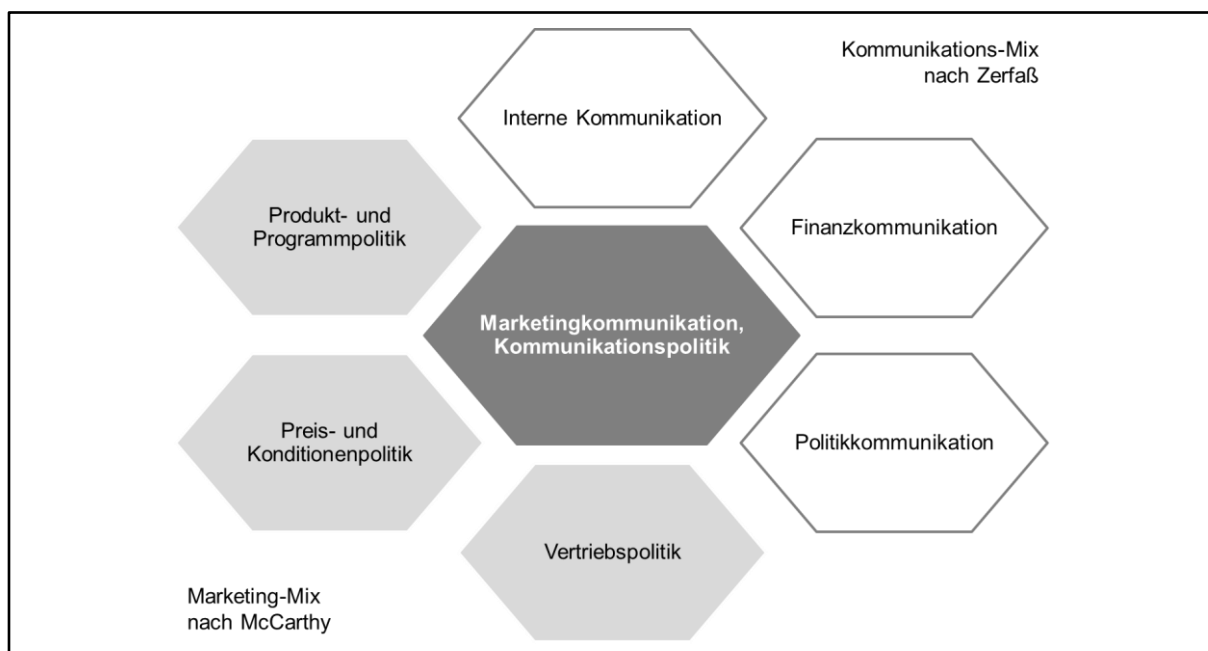 Kommunikations-Mix
nach Zerfaß
Interne Kommunikation
Produkt- und
Programmpolitik
Finanzkommunikation
Marketingkommunikation,
Kommunikationspolitik
Preis- und
Konditionenpolitik
Politikkommunikation
Vertriebspolitik
Marketing-Mix
nach McCarthy